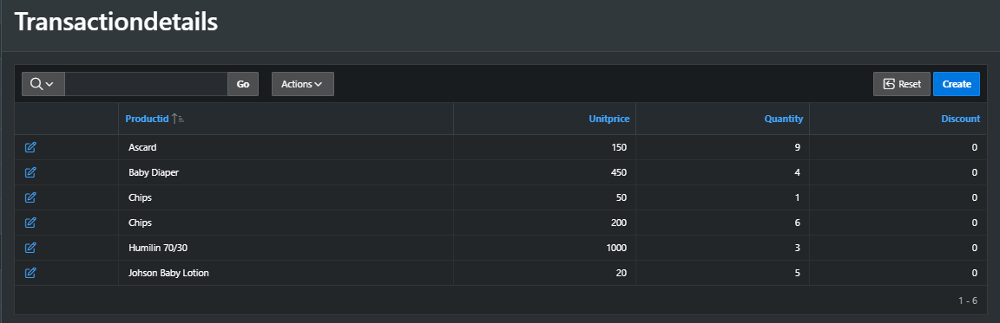 Transactiondetails
Go Actions Reset Create
Productid Unitprice Quantity Discount
Ascard 150 9 0
Baby Diaper 450 4 0
Chips 50 1 0
Chips 200 6 0
Humilin 70/30 1000 3 0
Johson Baby Lotion 20 5 0
1 - 6